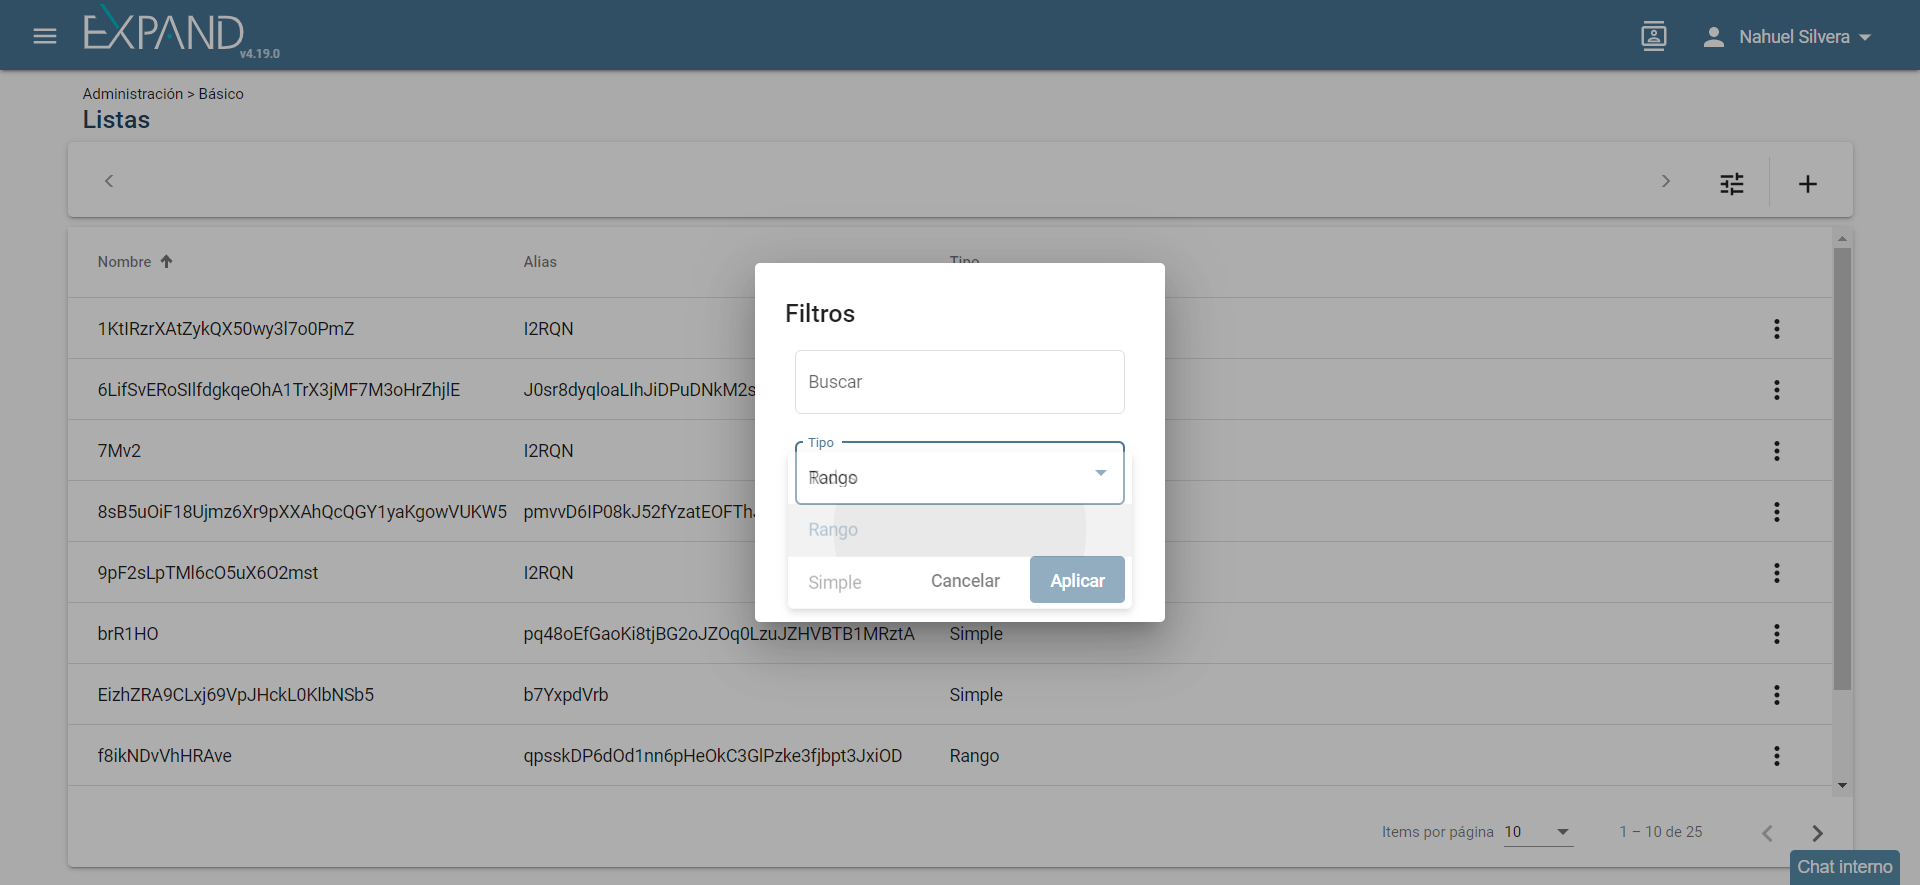 EXPAND
v4.19.0
Nahuel Silvera
Administración > Básico
Listas
Nombre Alias Tipo
1KtIRzrXAtZykQX50wy3l7o0PmZ I2RQN
6LifSvERoSIlfdgkqeOhA1TrX3jMF7M3oHrZhjlE J0sr8dyqloaLIhJiDPuDNkM2s
7Mv2 I2RQN
8sB5uOiF18Ujmz6Xr9pXXAhQcQGY1yaKgowVUKW5 pmvvD6IP08kJ52fYzatEOFTh
9pF2sLpTMl6cO5uX6O2mst I2RQN
brR1HO pq48oEfGaoKi8tjBG2oJZOq0LzuJZHVBTB1MRztA Simple
EizhZRA9CLxj69VpJHckL0KlbNSb5 b7YxpdVrb Simple
f8ikNDvVhHRAve qpsskDP6dOd1nn6pHeOkC3GlPzke3fjbpt3JxiOD Rango
Filtros
Buscar
Tipo
Rango
Rango
Simple
Cancelar
Aplicar
Items por página 10
1 – 10 de 25
Chat interno